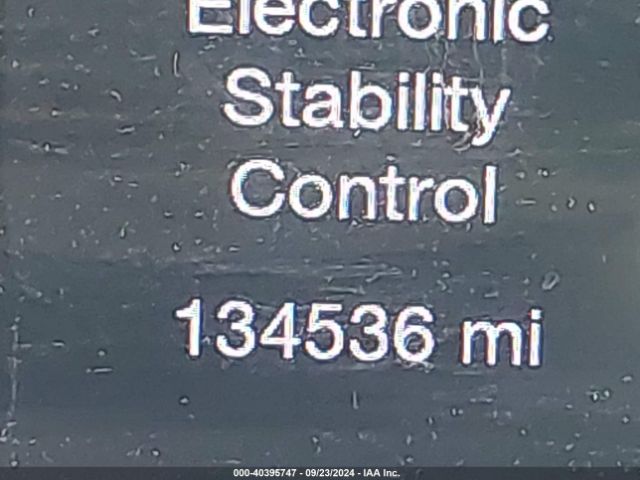 Electronic
Stability
Control
134536 mi
000-40395747 - 09/23/2024 - IAA Inc.